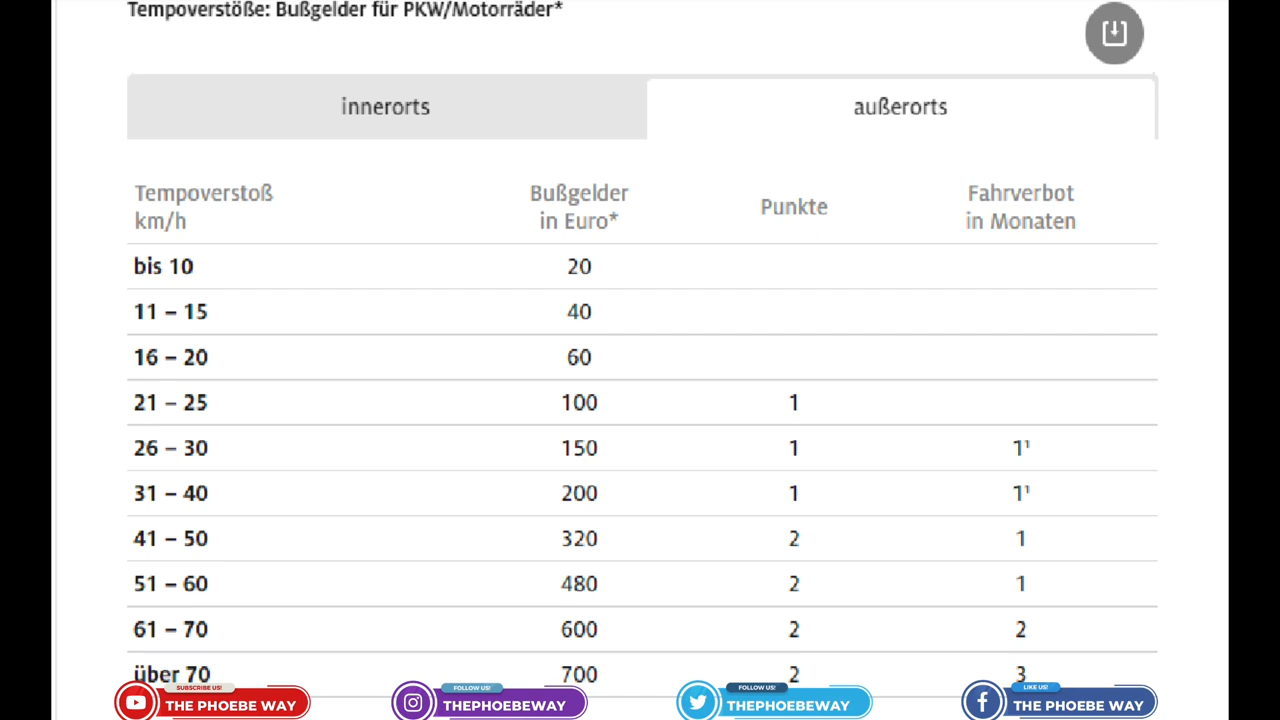 Tempoverstöße: Bußgelder für PKW/Motorräder*
innerorts außerorts
Tempoverstoß km/h Bußgelder in Euro* Punkte Fahrverbot in Monaten
bis 10 20
11 – 15 40
16 – 20 60
21 – 25 100 1
26 – 30 150 1 1¹
31 – 40 200 1 1¹
41 – 50 320 2 1
51 – 60 480 2 1
61 – 70 600 2 2
über 70 700 2 3
SUBSCRIBE US! FOLLOW US! FOLLOW US! LIKE US!
THE PHOEBE WAY THEPHOEBEWAY THEPHOEBEWAY THE PHOEBE WAY